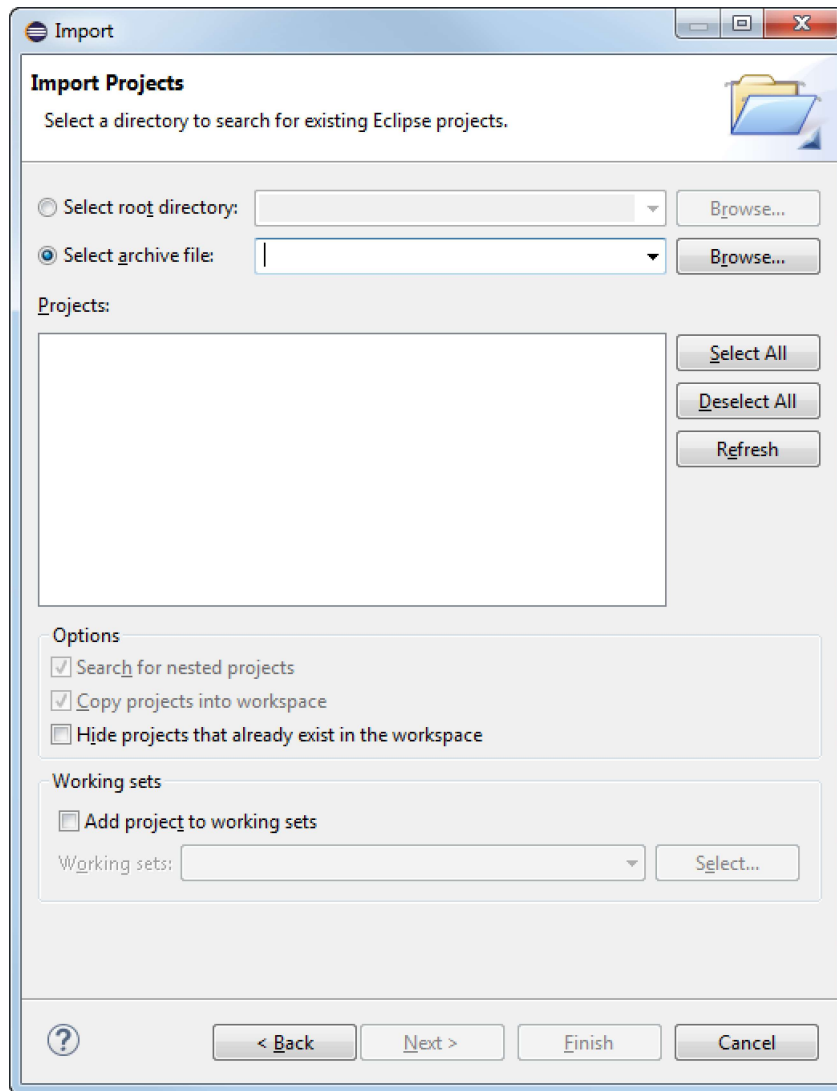 Import
Import Projects
Select a directory to search for existing Eclipse projects.
Select root directory: Browse...
Select archive file: Browse...
Projects:
Select All
Deselect All
Refresh
Options
Search for nested projects
Copy projects into workspace
Hide projects that already exist in the workspace
Working sets
Add project to working sets
Working sets: Select...
? < Back Next > Finish Cancel